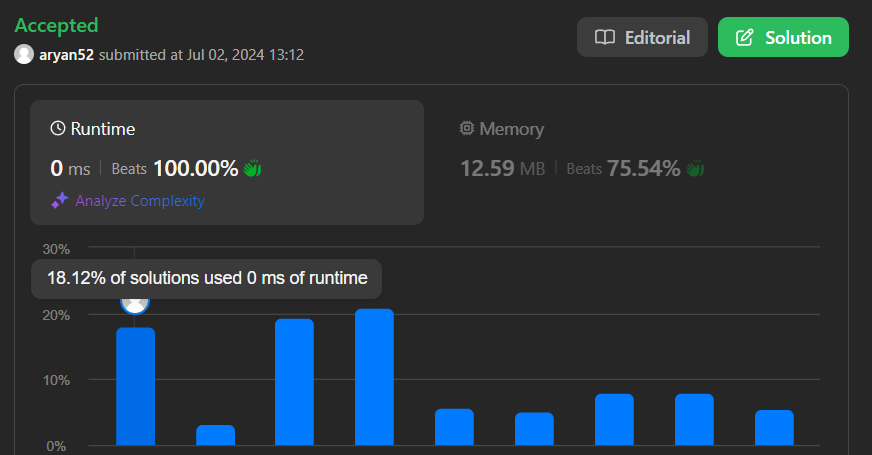 Accepted
aryan52 submitted at Jul 02, 2024 13:12
Editorial
Solution
Runtime
0 ms | Beats 100.00%
Analyze Complexity
Memory
12.59 MB | Beats 75.54%
30%
18.12% of solutions used 0 ms of runtime
20%
10%
0%